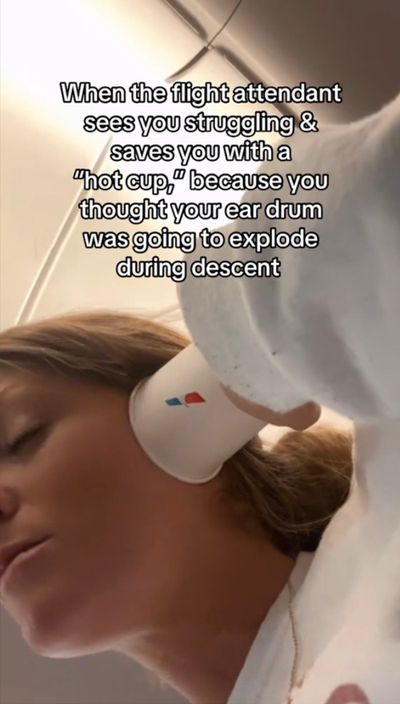 When the flight attendant
sees you struggling &
saves you with a
"hot cup," because you
thought your ear drum
was going to explode
during descent